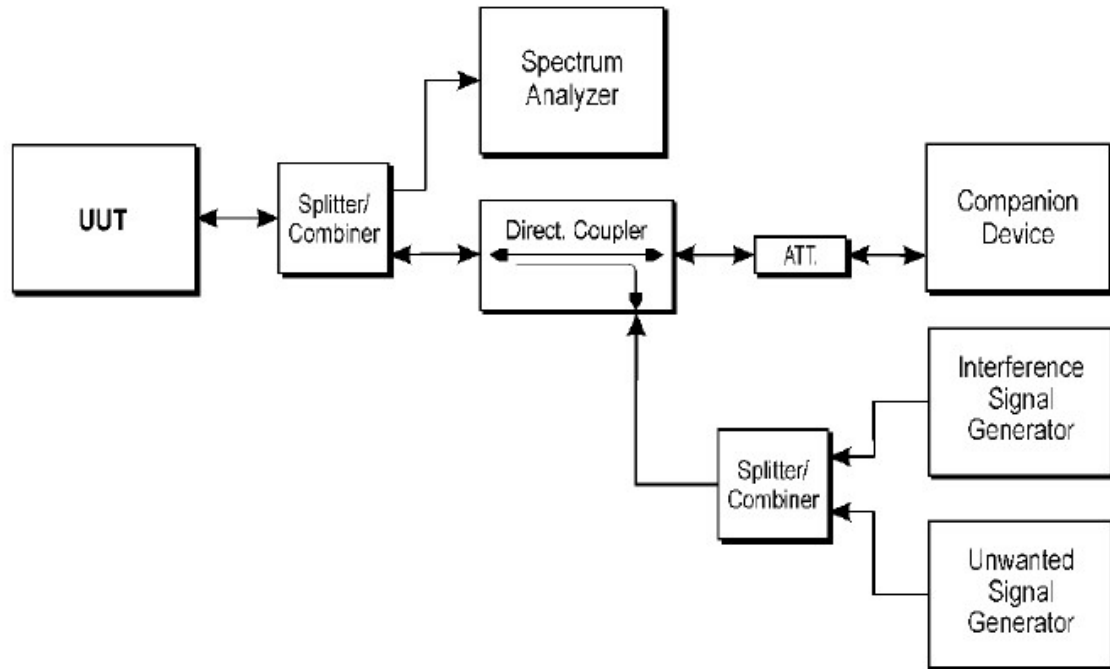 Spectrum
Analyzer
UUT
Splitter/
Combiner
Direct. Coupler
ATT.
Companion
Device
Interference
Signal
Generator
Splitter/
Combiner
Unwanted
Signal
Generator